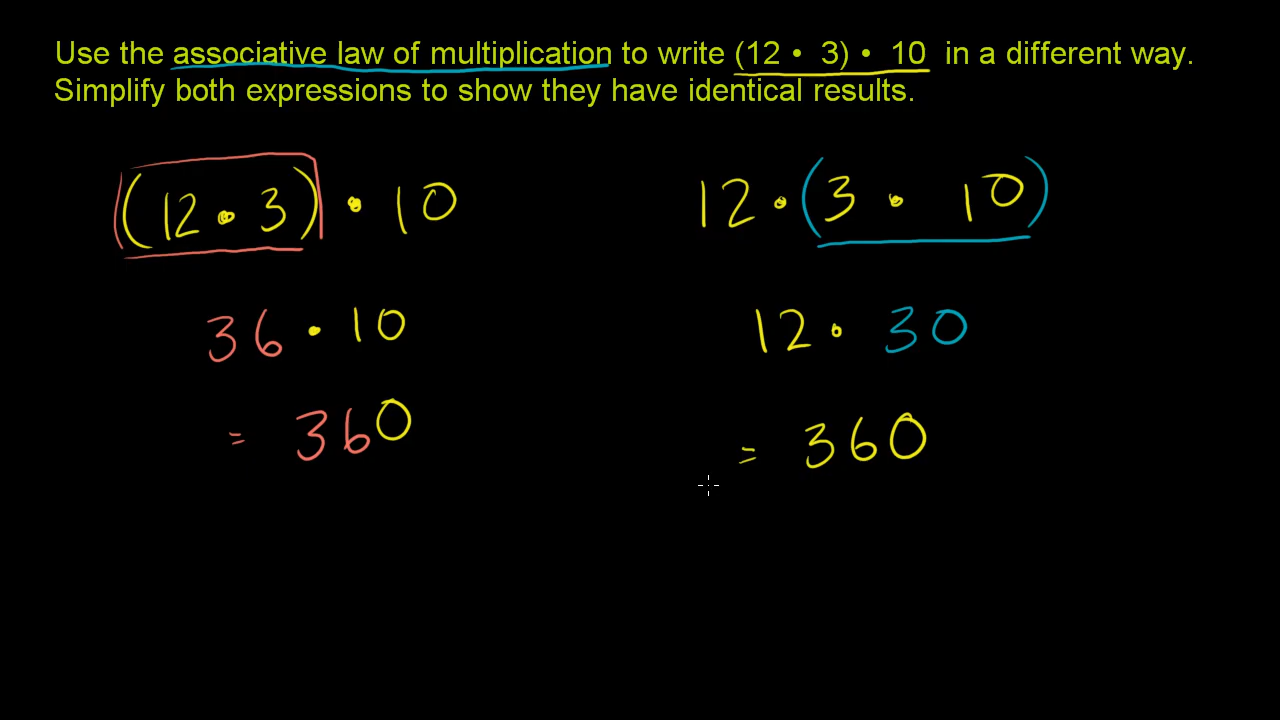 Use the associative law of multiplication to write (12 • 3) • 10 in a different way.
Simplify both expressions to show they have identical results.
(12 • 3) • 10
12 • (3 • 10)
36 • 10
12 • 30
= 360
= 360